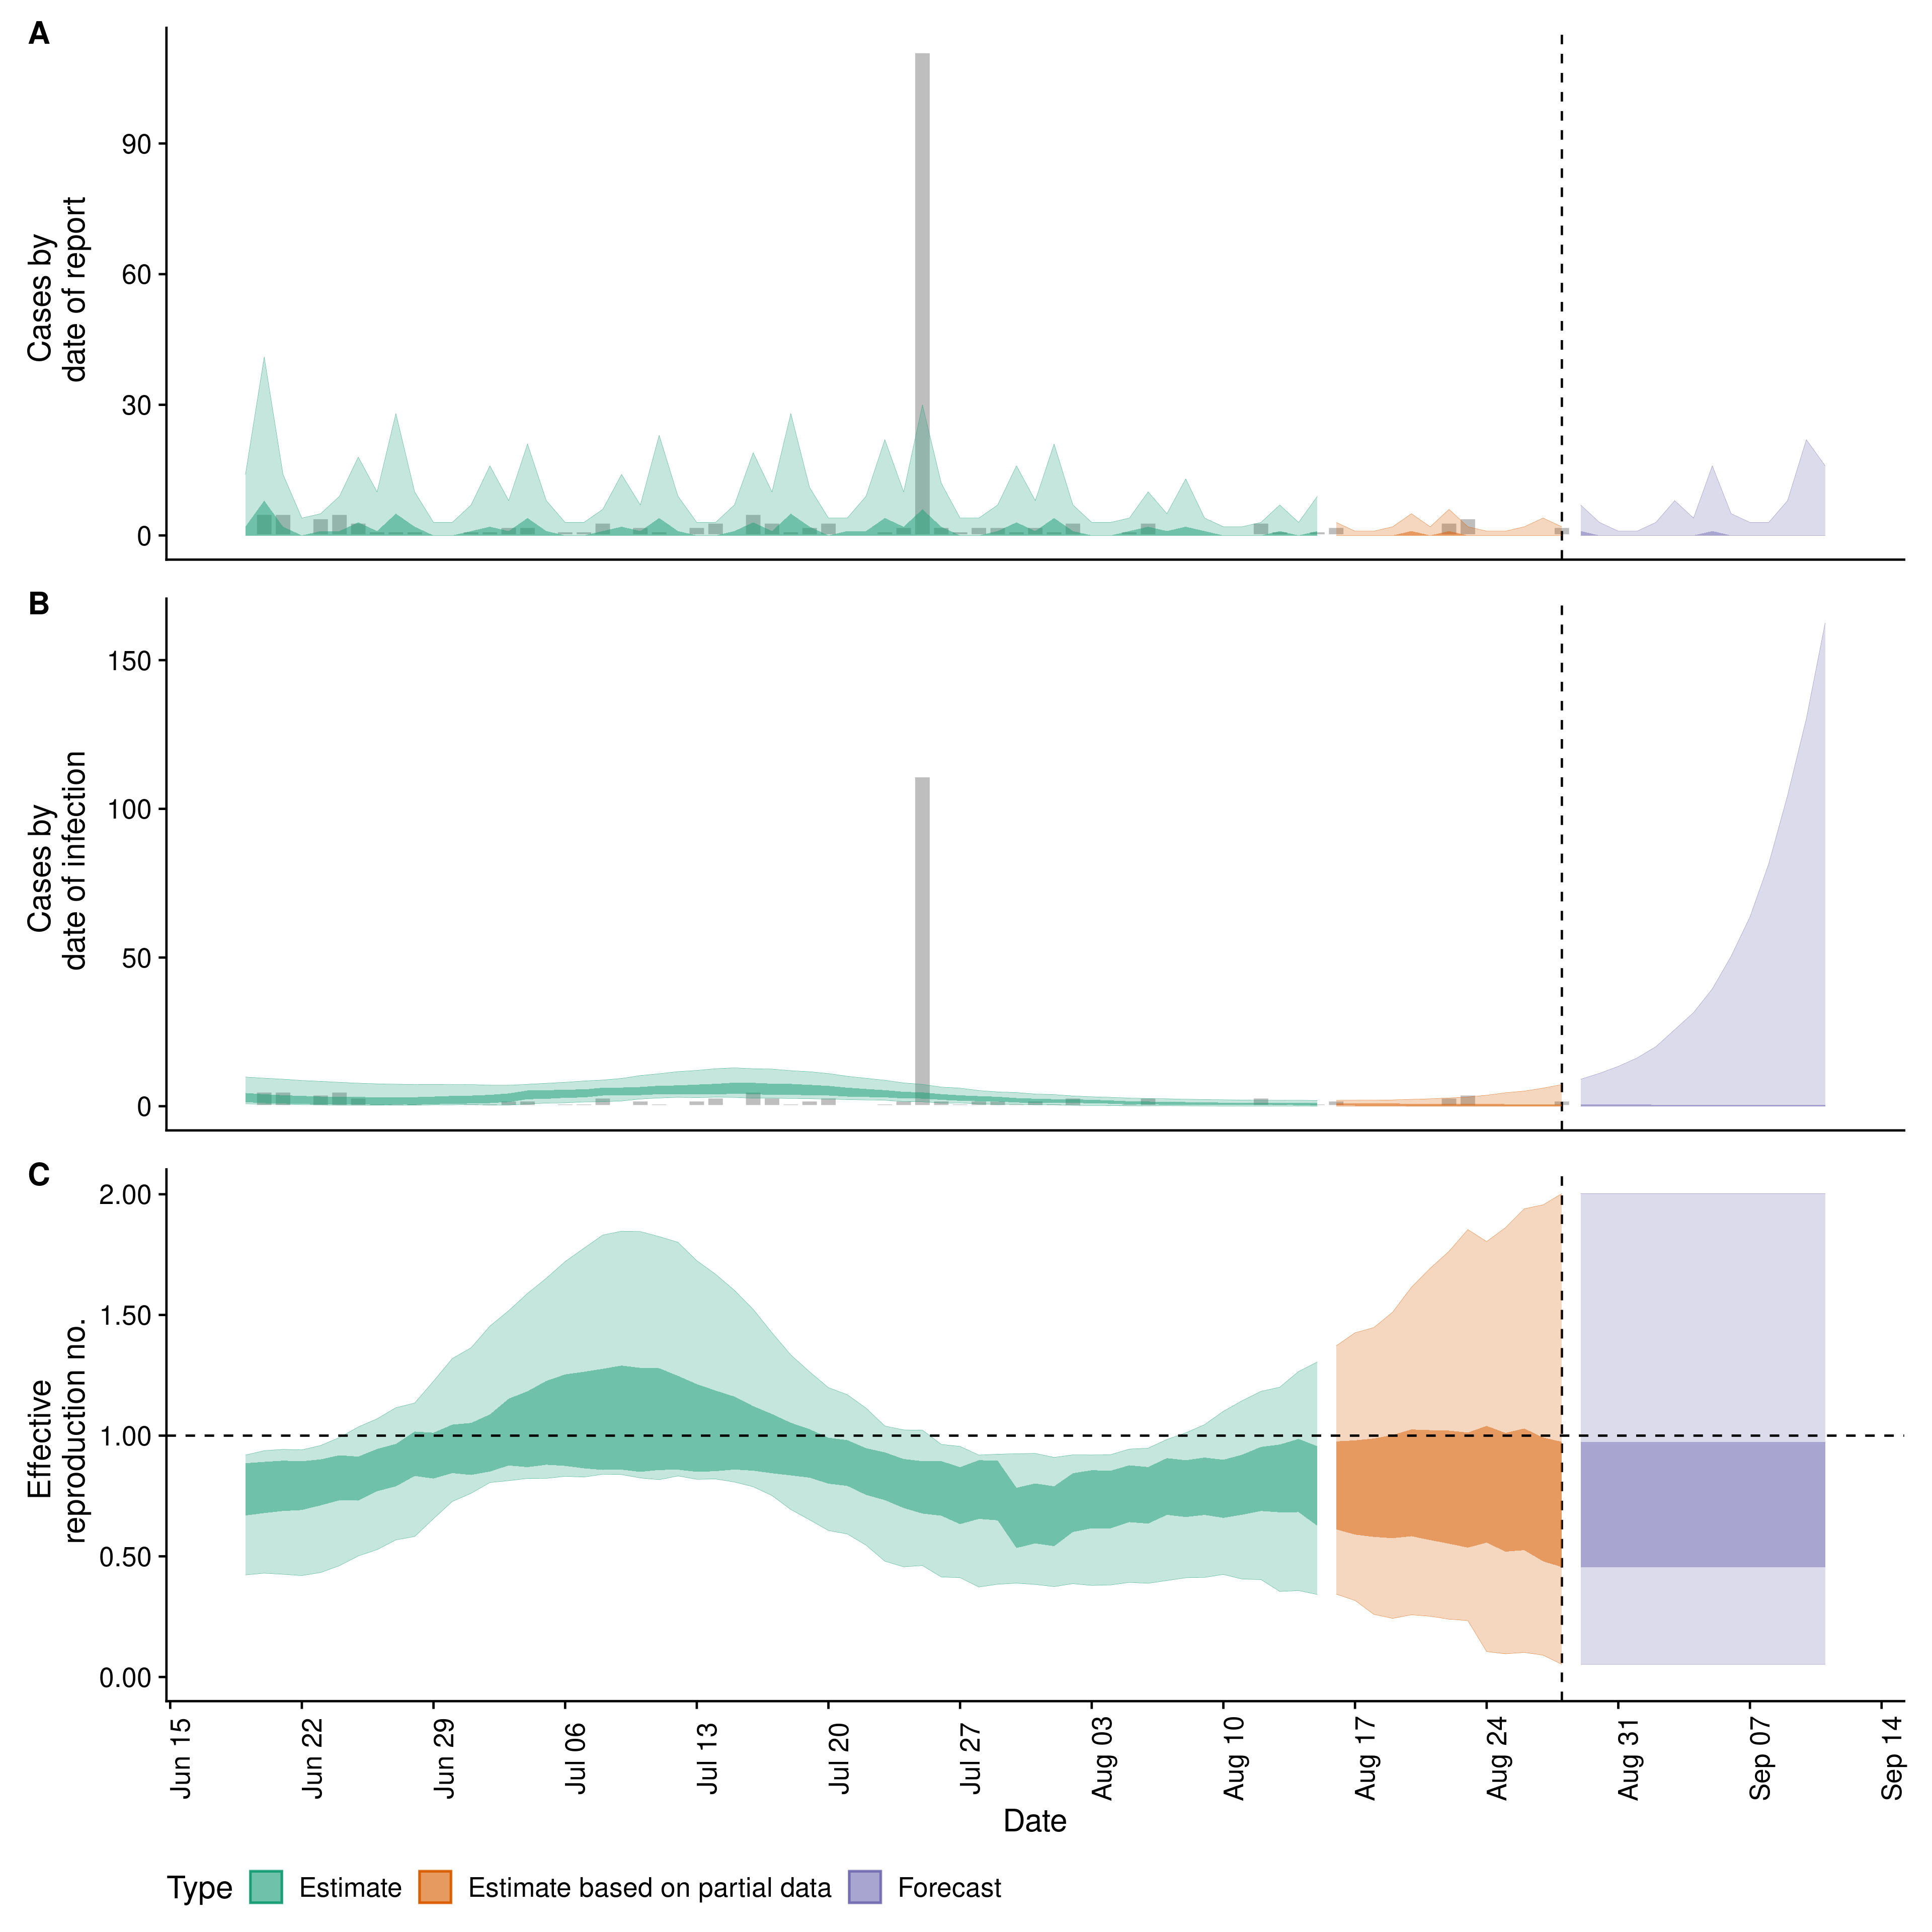 A
Cases by
date of report
90
60
30
0
B
Cases by
date of infection
150
100
50
0
C
Effective
reproduction no.
2.00
1.50
1.00
0.50
0.00
Jun 15
Jun 22
Jun 29
Jul 06
Jul 13
Jul 20
Jul 27
Aug 03
Aug 10
Aug 17
Aug 24
Aug 31
Sep 07
Sep 14
Date
Type
Estimate
Estimate based on partial data
Forecast